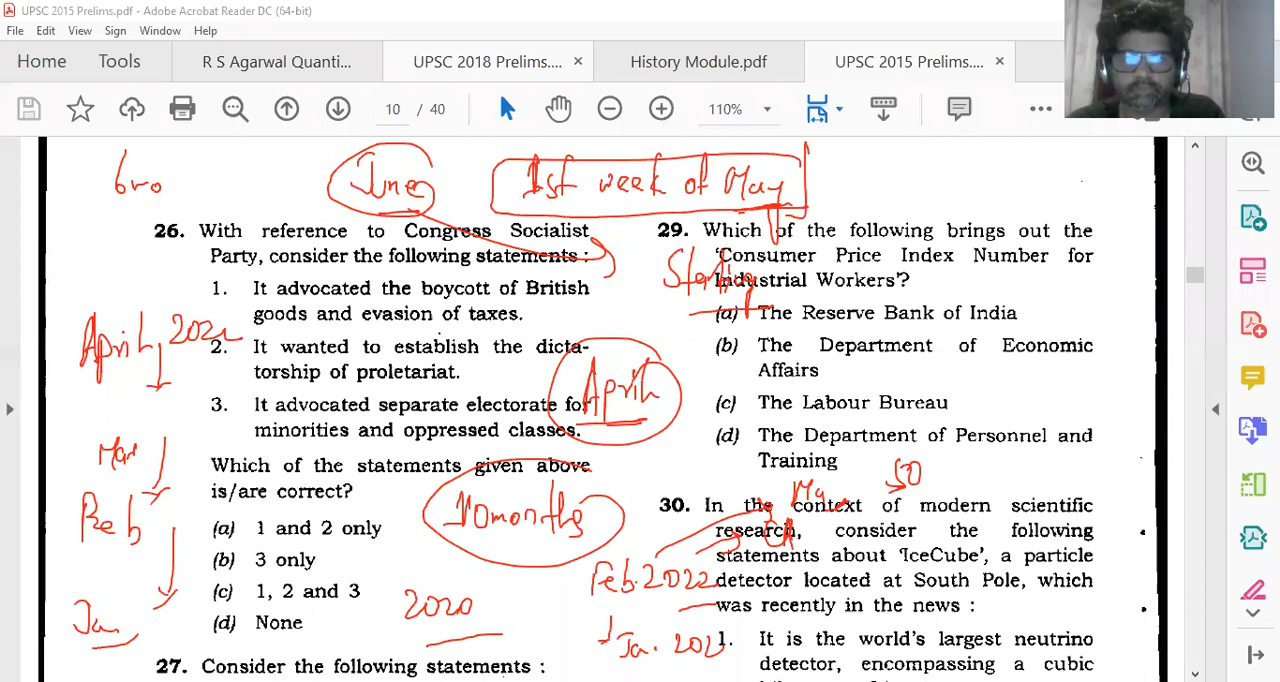 UPSC 2015 Prelims.pdf - Adobe Acrobat Reader DC (64-bit)
File Edit View Sign Window Help
Home Tools R S Agarwal Quanti... UPSC 2018 Prelims.... × History Module.pdf UPSC 2015 Prelims.... ×
10 / 40 110%
6ro June 1st week of May
26. With reference to Congress Socialist
Party, consider the following statements :
1. It advocated the boycott of British
goods and evasion of taxes.
April, 202
2. It wanted to establish the dicta-
torship of proletariat.
April
3. It advocated separate electorate for
minorities and oppressed classes.
Mar
Which of the statements given above
is/are correct?
Feb
10months
(a) 1 and 2 only
(b) 3 only
(c) 1, 2 and 3
2020
Jan
(d) None
27. Consider the following statements :
29. Which of the following brings out the
'Consumer Price Index Number for
Starting
Industrial Workers'?
(a) The Reserve Bank of India
(b) The Department of Economic
Affairs
(c) The Labour Bureau
(d) The Department of Personnel and
Training
50
30. In the context of modern scientific
research, consider the following
CA
statements about 'IceCube', a particle
Feb. 2022
detector located at South Pole, which
was recently in the news :
Jan. 202
1. It is the world's largest neutrino
detector, encompassing a cubic